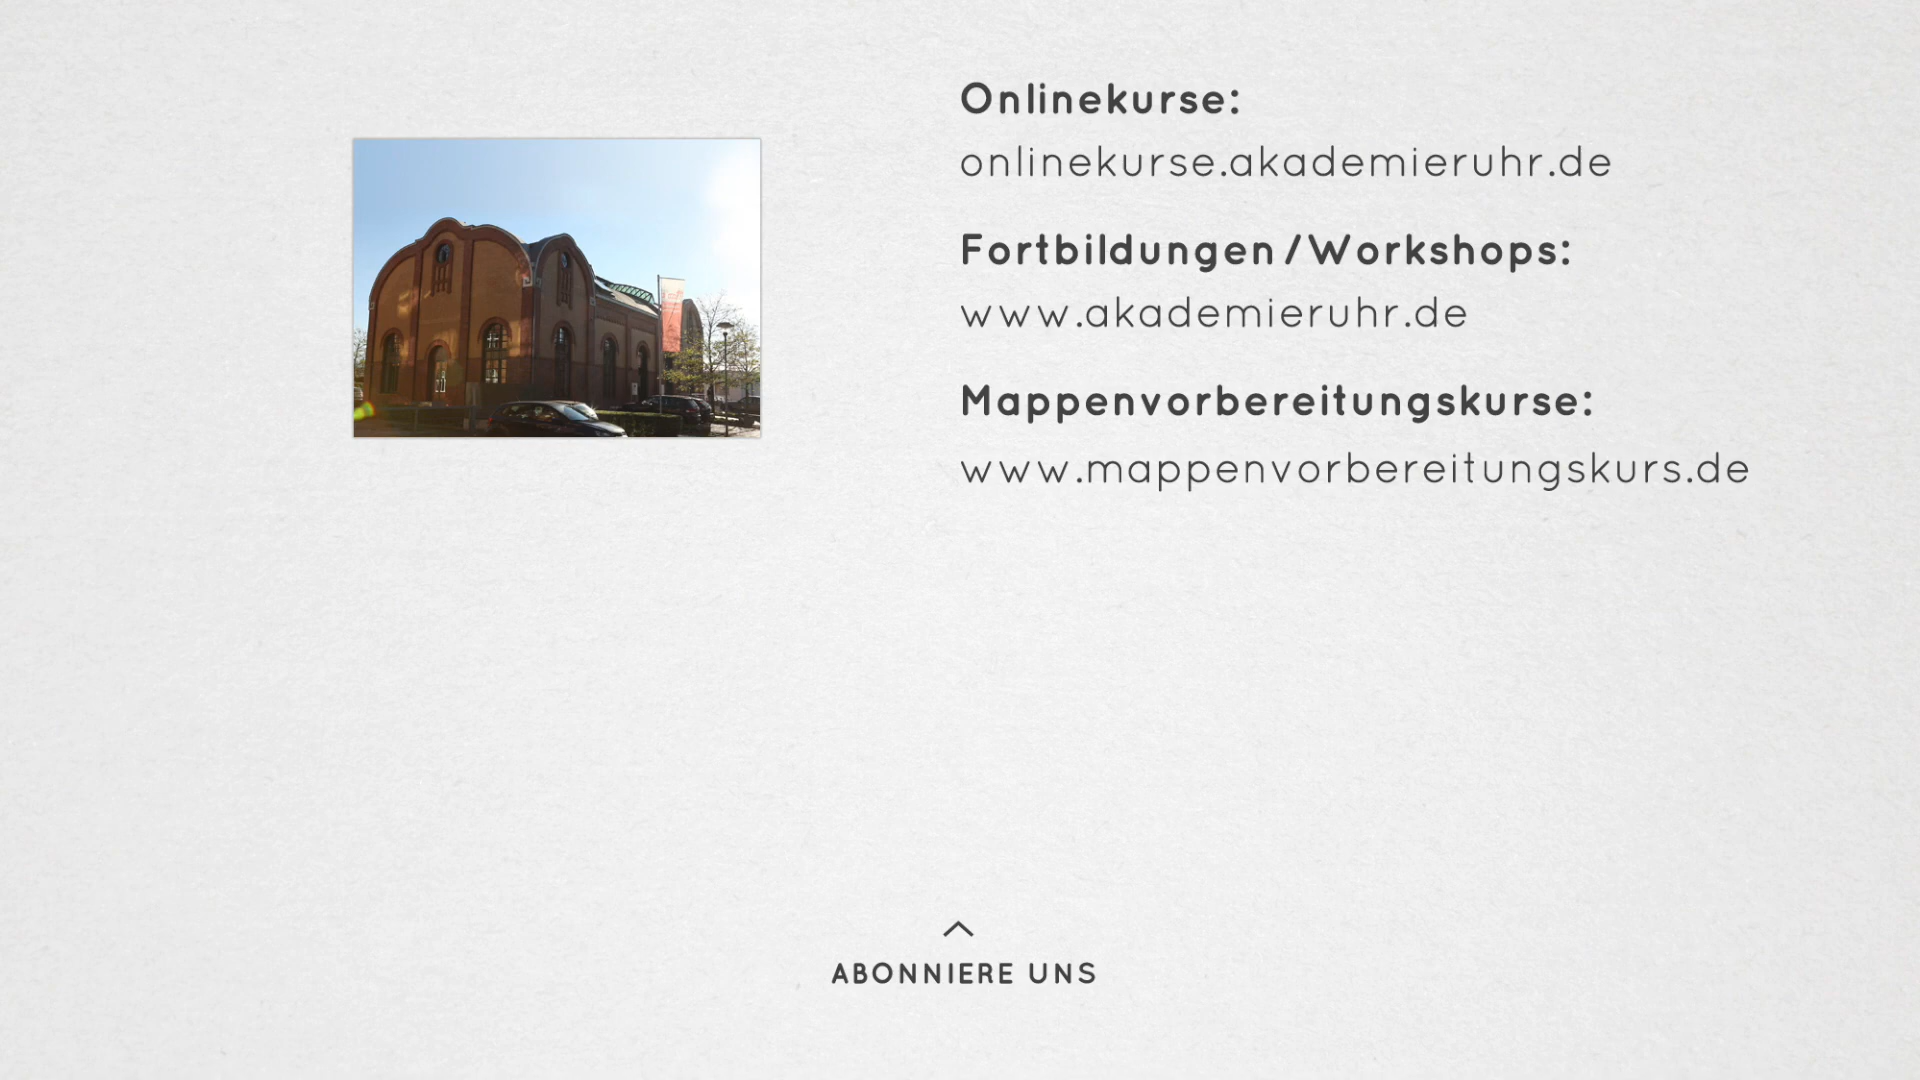 Onlinekurse:
onlinekurse.akademieruhr.de
Fortbildungen/Workshops:
www.akademieruhr.de
Mappenvorbereitungskurse:
www.mappenvorbereitungskurs.de
ABONNIERE UNS